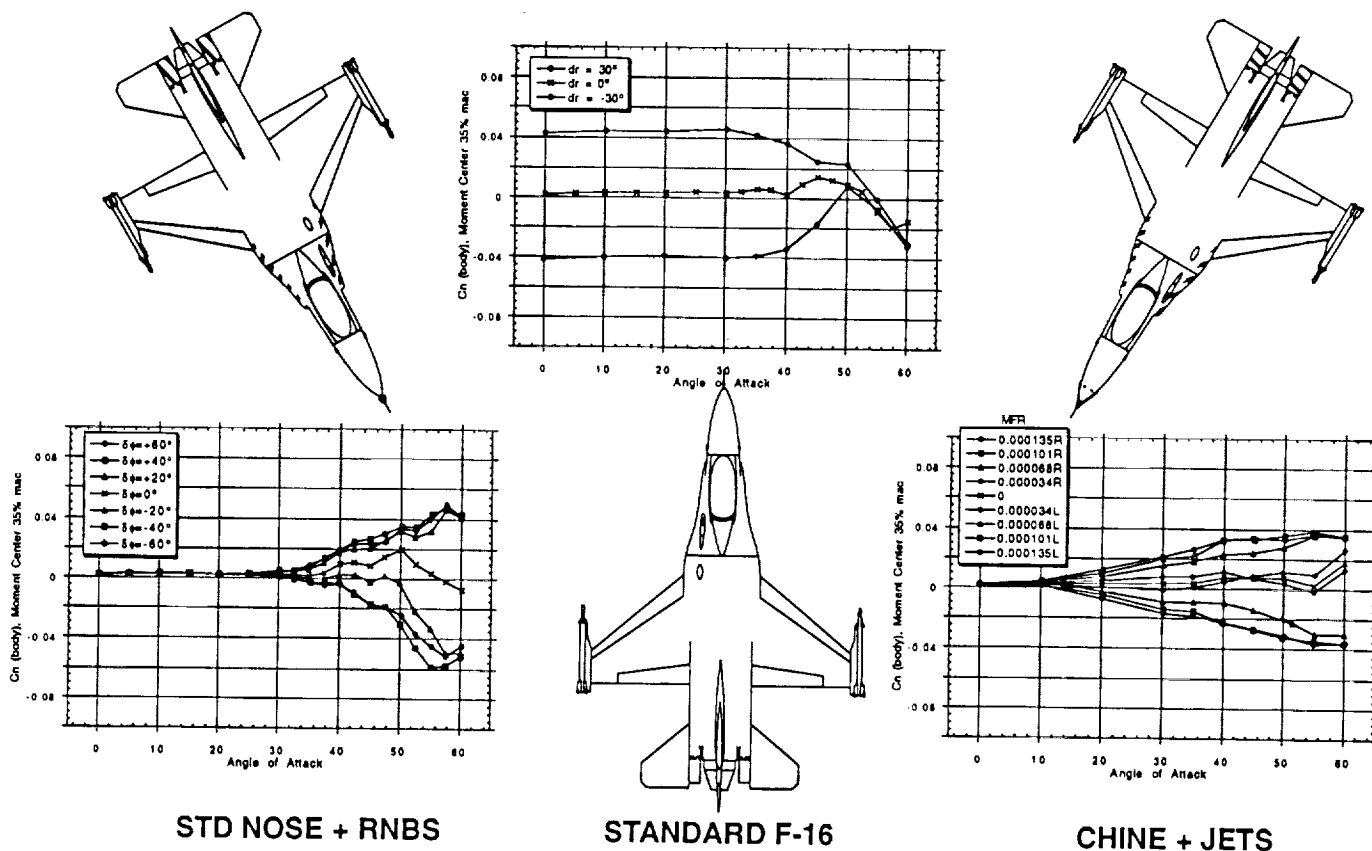 dr = 30°
dr = 0°
dr = -30°
Cn (body), Moment Center 35% mac
0.08
0.04
0
-0.04
-0.08
0 10 20 30 40 50 60
Angle of Attack
δϕ=+60°
δϕ=+40°
δϕ=+20°
δϕ=0°
δϕ=-20°
δϕ=-40°
δϕ=-60°
Cn (body), Moment Center 35% mac
0.08
0.04
0
-0.04
-0.08
0 10 20 30 40 50 60
Angle of Attack
STD NOSE + RNBS
STANDARD F-16
MFR
0.000135R
0.000101R
0.000068R
0.000034R
0
0.000034L
0.000068L
0.000101L
0.000135L
Cn (body), Moment Center 35% mac
0.08
0.04
0
-0.04
-0.08
0 10 20 30 40 50 60
Angle of Attack
CHINE + JETS